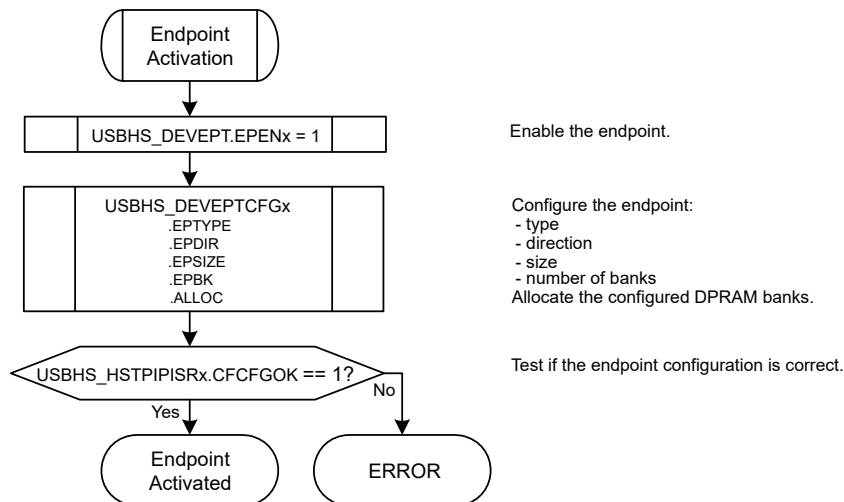 Endpoint
Activation
USBHS_DEVEPT.EPENx = 1
Enable the endpoint.
USBHS_DEVEPTCFGx
.EPTYPE
.EPDIR
.EPSIZE
.EPBK
.ALLOC
Configure the endpoint:
- type
- direction
- size
- number of banks
Allocate the configured DPRAM banks.
USBHS_HSTPIPISRx.CFCFGOK == 1?
Test if the endpoint configuration is correct.
Yes
No
Endpoint
Activated
ERROR